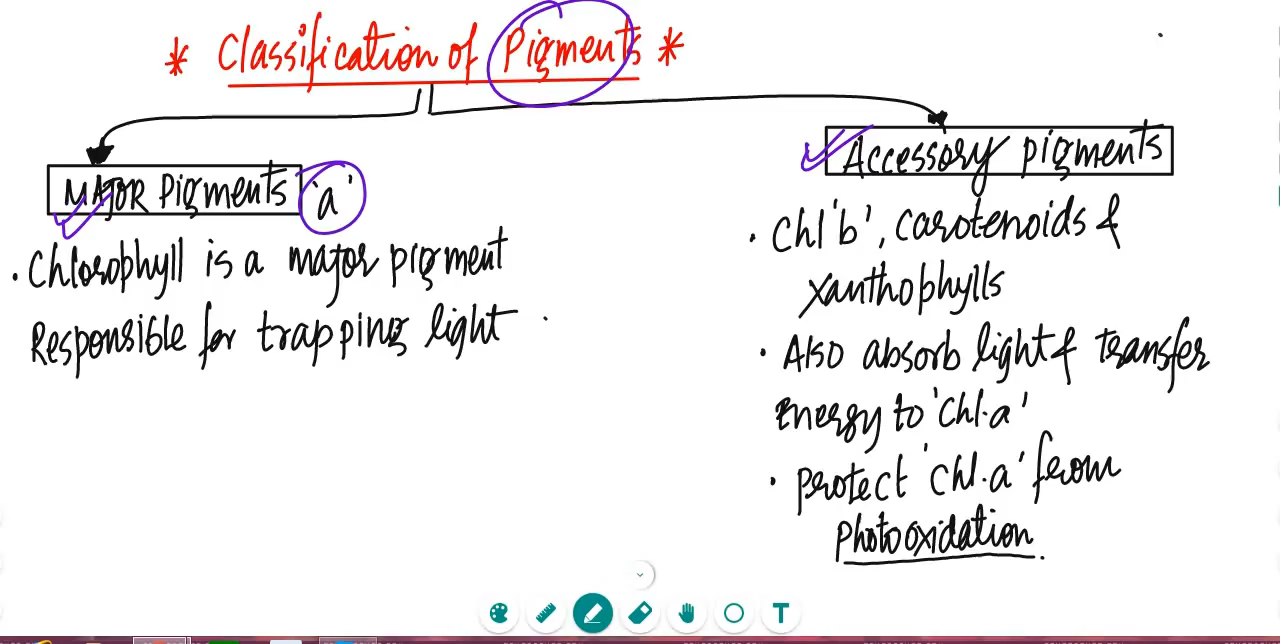 * Classification of Pigments *
MAJOR Pigments 'a'
• Chlorophyll is a major pigment
Responsible for trapping light
Accessory pigments
• Chl 'b', carotenoids &
xanthophylls
• Also absorb light & transfer
Energy to 'Chl.a'
• Protect 'Chl.a' from
Photooxidation.
T